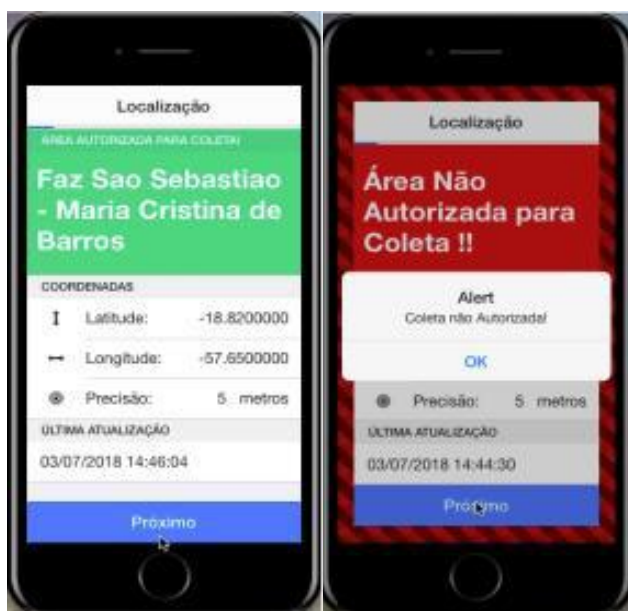 Localização
ÁREA AUTORIZADA PARA COLETA!
Faz Sao Sebastiao
- Maria Cristina de
Barros
COORDENADAS
Latitude: -18.8200000
Longitude: -57.6500000
Precisão: 5 metros
ÚLTIMA ATUALIZAÇÃO
03/07/2018 14:46:04
Próximo
Localização
Área Não
Autorizada para
Coleta !!
Alert
Coleta não Autorizada!
OK
Precisão: 5 metros
ÚLTIMA ATUALIZAÇÃO
03/07/2018 14:44:30
Próximo